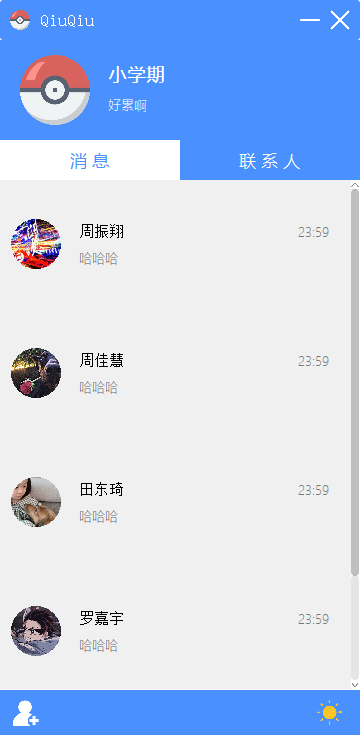 QiuQiu
小学期
好累啊
消 息
联 系 人
周振翔 23:59
哈哈哈
周佳慧 23:59
哈哈哈
田东琦 23:59
哈哈哈
罗嘉宇 23:59
哈哈哈